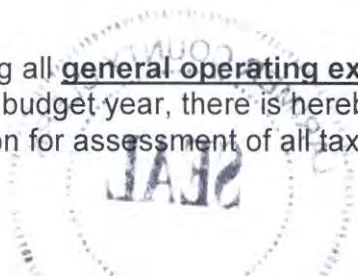 g all general operating ex
budget year, there is hereb
on for assessment of all tax
SEAL